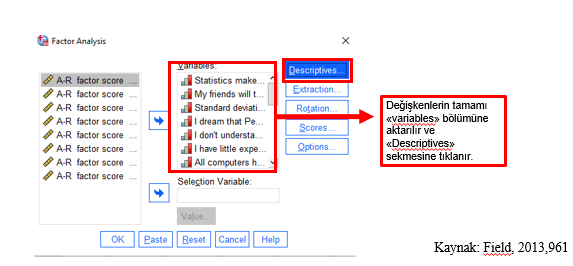 Factor Analysis
Variables:
A-R factor score ...
A-R factor score ...
A-R factor score ...
A-R factor score ...
A-R factor score ...
A-R factor score ...
A-R factor score ...
A-R factor score ...
Statistics make...
My friends will t...
Standard deviati...
I dream that Pe...
I don't understa...
I have little expe...
All computers h...
Selection Variable:
Value...
Descriptives...
Extraction...
Rotation...
Scores...
Options...
OK Paste Reset Cancel Help
Değişkenlerin tamamı
«variables» bölümüne
aktarılır ve
«Descriptives»
sekmesine tıklanır.
Kaynak: Field, 2013,961